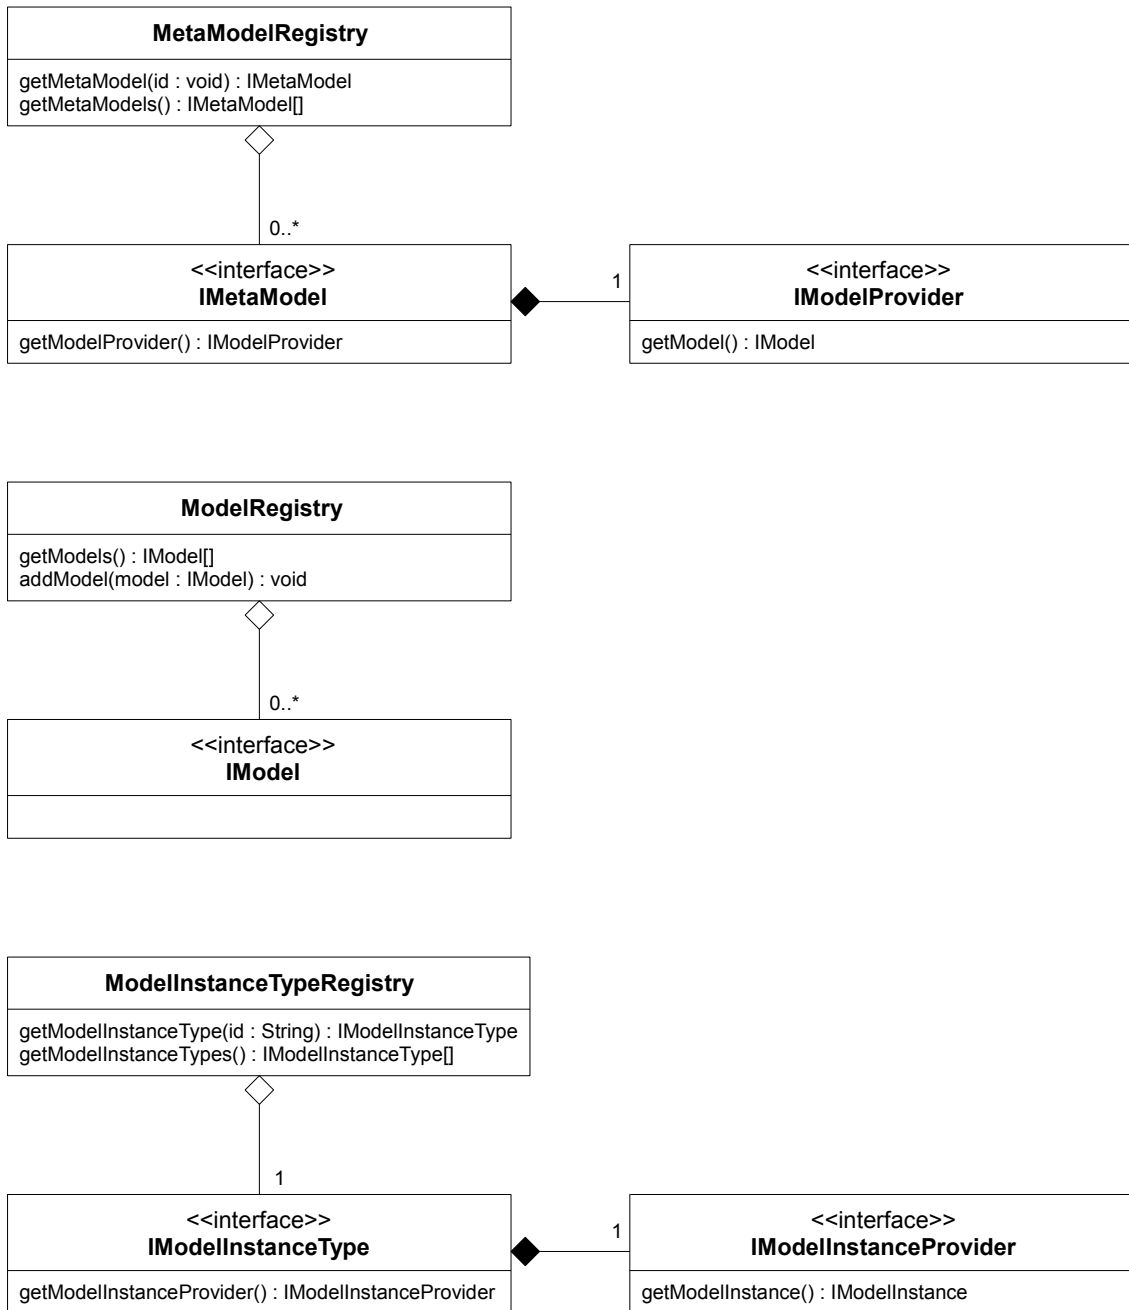 MetaModelRegistry
getMetaModel(id : void) : IMetaModel
getMetaModels() : IMetaModel[]
0..*
<<interface>>
IMetaModel
getModelProvider() : IModelProvider
1
<<interface>>
IModelProvider
getModel() : IModel
ModelRegistry
getModels() : IModel[]
addModel(model : IModel) : void
0..*
<<interface>>
IModel
ModelInstanceTypeRegistry
getModelInstanceType(id : String) : IModelInstanceType
getModelInstanceTypes() : IModelInstanceType[]
1
<<interface>>
IModelInstanceType
getModelInstanceProvider() : IModelInstanceProvider
1
<<interface>>
IModelInstanceProvider
getModelInstance() : IModelInstance